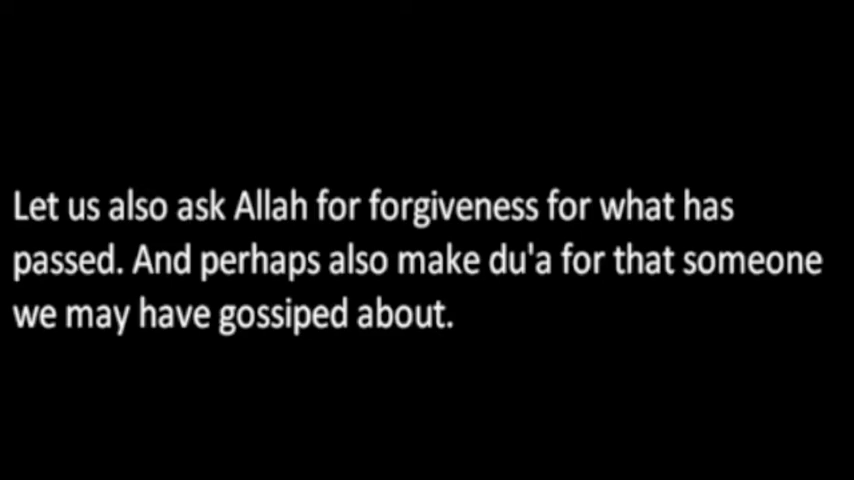 Let us also ask Allah for forgiveness for what has
passed. And perhaps also make du'a for that someone
we may have gossiped about.